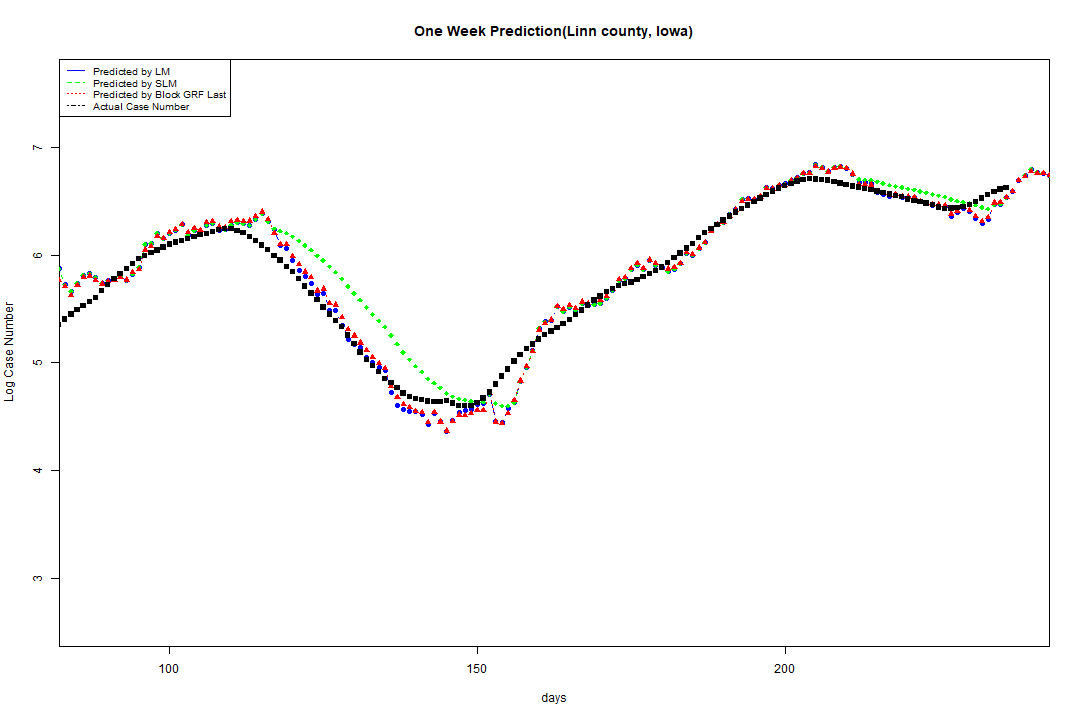 One Week Prediction(Linn county, Iowa)
Predicted by LM
Predicted by SLM
Predicted by Block GRF Last
Actual Case Number
7
6
5
4
3
Log Case Number
100 150 200
days